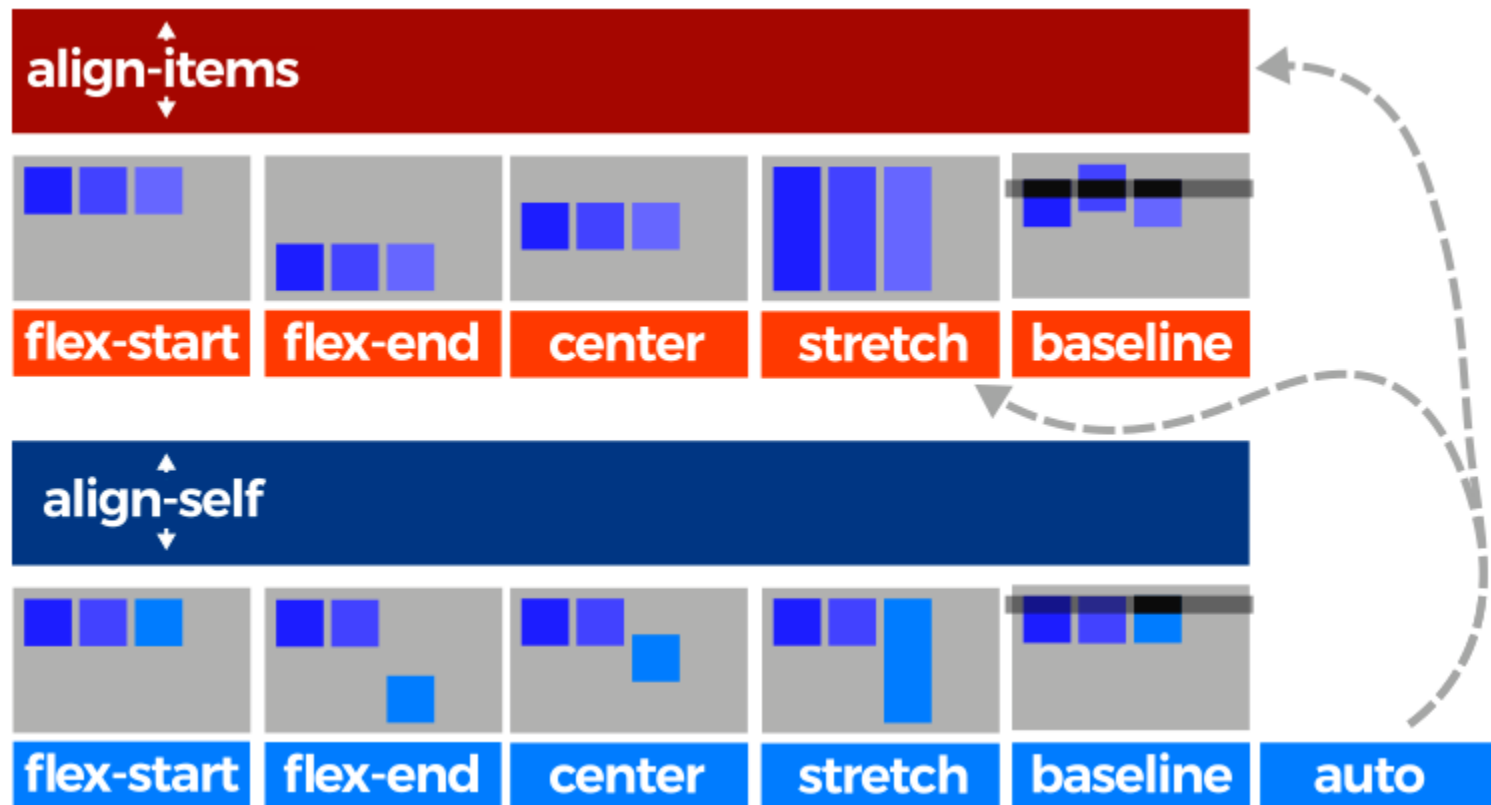 align-items
flex-start flex-end center stretch baseline
align-self
flex-start flex-end center stretch baseline auto